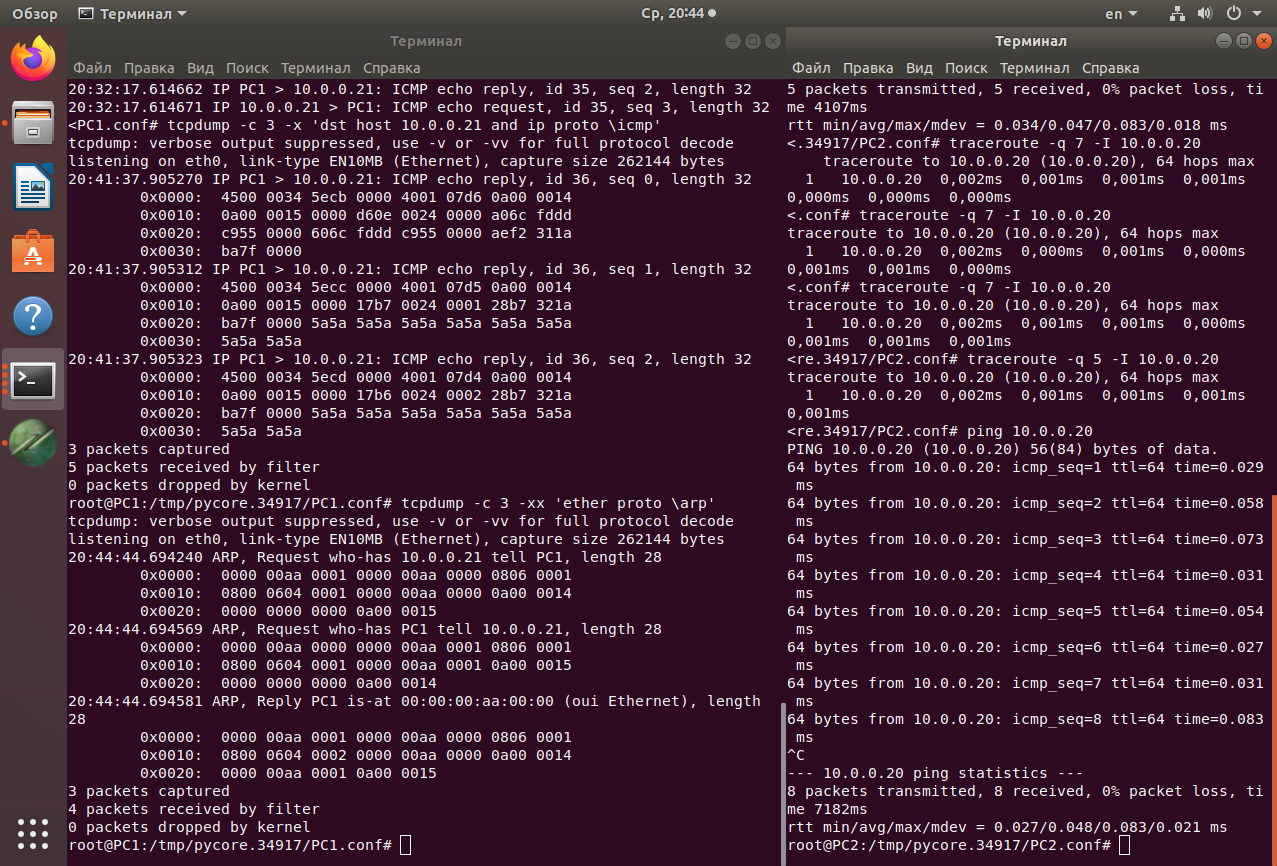 Обзор Терминал Ср, 20:44 en
Терминал
Файл Правка Вид Поиск Терминал Справка
20:32:17.614662 IP PC1 > 10.0.0.21: ICMP echo reply, id 35, seq 2, length 32
20:32:17.614671 IP 10.0.0.21 > PC1: ICMP echo request, id 35, seq 3, length 32
<PC1.conf# tcpdump -c 3 -x 'dst host 10.0.0.21 and ip proto \icmp'
tcpdump: verbose output suppressed, use -v or -vv for full protocol decode
listening on eth0, link-type EN10MB (Ethernet), capture size 262144 bytes
20:41:37.905270 IP PC1 > 10.0.0.21: ICMP echo reply, id 36, seq 0, length 32
0x0000: 4500 0034 5ecb 0000 4001 07d6 0a00 0014
0x0010: 0a00 0015 0000 d60e 0024 0000 a06c fddd
0x0020: c955 0000 606c fddd c955 0000 aef2 311a
0x0030: ba7f 0000
20:41:37.905312 IP PC1 > 10.0.0.21: ICMP echo reply, id 36, seq 1, length 32
0x0000: 4500 0034 5ecc 0000 4001 07d5 0a00 0014
0x0010: 0a00 0015 0000 17b7 0024 0001 28b7 321a
0x0020: ba7f 0000 5a5a 5a5a 5a5a 5a5a 5a5a 5a5a
0x0030: 5a5a 5a5a
20:41:37.905323 IP PC1 > 10.0.0.21: ICMP echo reply, id 36, seq 2, length 32
0x0000: 4500 0034 5ecd 0000 4001 07d4 0a00 0014
0x0010: 0a00 0015 0000 17b6 0024 0002 28b7 321a
0x0020: ba7f 0000 5a5a 5a5a 5a5a 5a5a 5a5a 5a5a
0x0030: 5a5a 5a5a
3 packets captured
5 packets received by filter
0 packets dropped by kernel
root@PC1:/tmp/pycore.34917/PC1.conf# tcpdump -c 3 -xx 'ether proto \arp'
tcpdump: verbose output suppressed, use -v or -vv for full protocol decode
listening on eth0, link-type EN10MB (Ethernet), capture size 262144 bytes
20:44:44.694240 ARP, Request who-has 10.0.0.21 tell PC1, length 28
0x0000: 0000 00aa 0001 0000 00aa 0000 0806 0001
0x0010: 0800 0604 0001 0000 00aa 0000 0a00 0014
0x0020: 0000 0000 0000 0a00 0015
20:44:44.694569 ARP, Request who-has PC1 tell 10.0.0.21, length 28
0x0000: 0000 00aa 0000 0000 00aa 0001 0806 0001
0x0010: 0800 0604 0001 0000 00aa 0001 0a00 0015
0x0020: 0000 0000 0000 0a00 0014
20:44:44.694581 ARP, Reply PC1 is-at 00:00:00:aa:00:00 (oui Ethernet), length
28
0x0000: 0000 00aa 0001 0000 00aa 0000 0806 0001
0x0010: 0800 0604 0002 0000 00aa 0000 0a00 0014
0x0020: 0000 00aa 0001 0a00 0015
3 packets captured
4 packets received by filter
0 packets dropped by kernel
root@PC1:/tmp/pycore.34917/PC1.conf#
Терминал
Файл Правка Вид Поиск Терминал Справка
5 packets transmitted, 5 received, 0% packet loss, ti
me 4107ms
rtt min/avg/max/mdev = 0.034/0.047/0.083/0.018 ms
<.34917/PC2.conf# traceroute -q 7 -I 10.0.0.20
traceroute to 10.0.0.20 (10.0.0.20), 64 hops max
1 10.0.0.20 0,002ms 0,001ms 0,001ms 0,001ms
0,000ms 0,000ms 0,000ms
<.conf# traceroute -q 7 -I 10.0.0.20
traceroute to 10.0.0.20 (10.0.0.20), 64 hops max
1 10.0.0.20 0,002ms 0,000ms 0,001ms 0,000ms
0,001ms 0,001ms 0,000ms
<.conf# traceroute -q 7 -I 10.0.0.20
traceroute to 10.0.0.20 (10.0.0.20), 64 hops max
1 10.0.0.20 0,002ms 0,001ms 0,001ms 0,000ms
0,001ms 0,001ms 0,001ms
<re.34917/PC2.conf# traceroute -q 5 -I 10.0.0.20
traceroute to 10.0.0.20 (10.0.0.20), 64 hops max
1 10.0.0.20 0,002ms 0,001ms 0,001ms 0,001ms
0,001ms
<re.34917/PC2.conf# ping 10.0.0.20
PING 10.0.0.20 (10.0.0.20) 56(84) bytes of data.
64 bytes from 10.0.0.20: icmp_seq=1 ttl=64 time=0.029
ms
64 bytes from 10.0.0.20: icmp_seq=2 ttl=64 time=0.058
ms
64 bytes from 10.0.0.20: icmp_seq=3 ttl=64 time=0.073
ms
64 bytes from 10.0.0.20: icmp_seq=4 ttl=64 time=0.031
ms
64 bytes from 10.0.0.20: icmp_seq=5 ttl=64 time=0.054
ms
64 bytes from 10.0.0.20: icmp_seq=6 ttl=64 time=0.027
ms
64 bytes from 10.0.0.20: icmp_seq=7 ttl=64 time=0.031
ms
64 bytes from 10.0.0.20: icmp_seq=8 ttl=64 time=0.083
ms
^C
--- 10.0.0.20 ping statistics ---
8 packets transmitted, 8 received, 0% packet loss, ti
me 7182ms
rtt min/avg/max/mdev = 0.027/0.048/0.083/0.021 ms
root@PC2:/tmp/pycore.34917/PC2.conf#